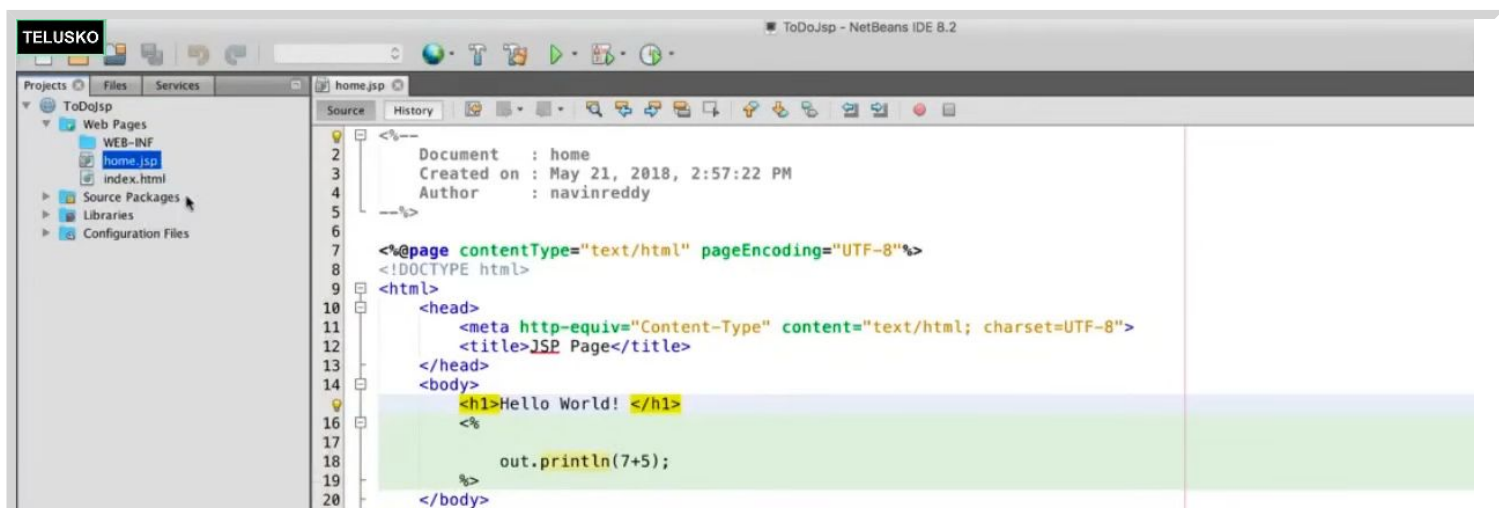 TELUSKO
ToDoJsp - NetBeans IDE 8.2
Projects Files Services
ToDoJsp
Web Pages
WEB-INF
home.jsp
index.html
Source Packages
Libraries
Configuration Files
home.jsp
Source History
<%--
2 Document : home
3 Created on : May 21, 2018, 2:57:22 PM
4 Author : navinreddy
5 --%>
6
7 <%@page contentType="text/html" pageEncoding="UTF-8"%>
8 <!DOCTYPE html>
9 <html>
10 <head>
11 <meta http-equiv="Content-Type" content="text/html; charset=UTF-8">
12 <title>JSP Page</title>
13 </head>
14 <body>
<h1>Hello World! </h1>
16 <%
17
18 out.println(7+5);
19 %>
20 </body>